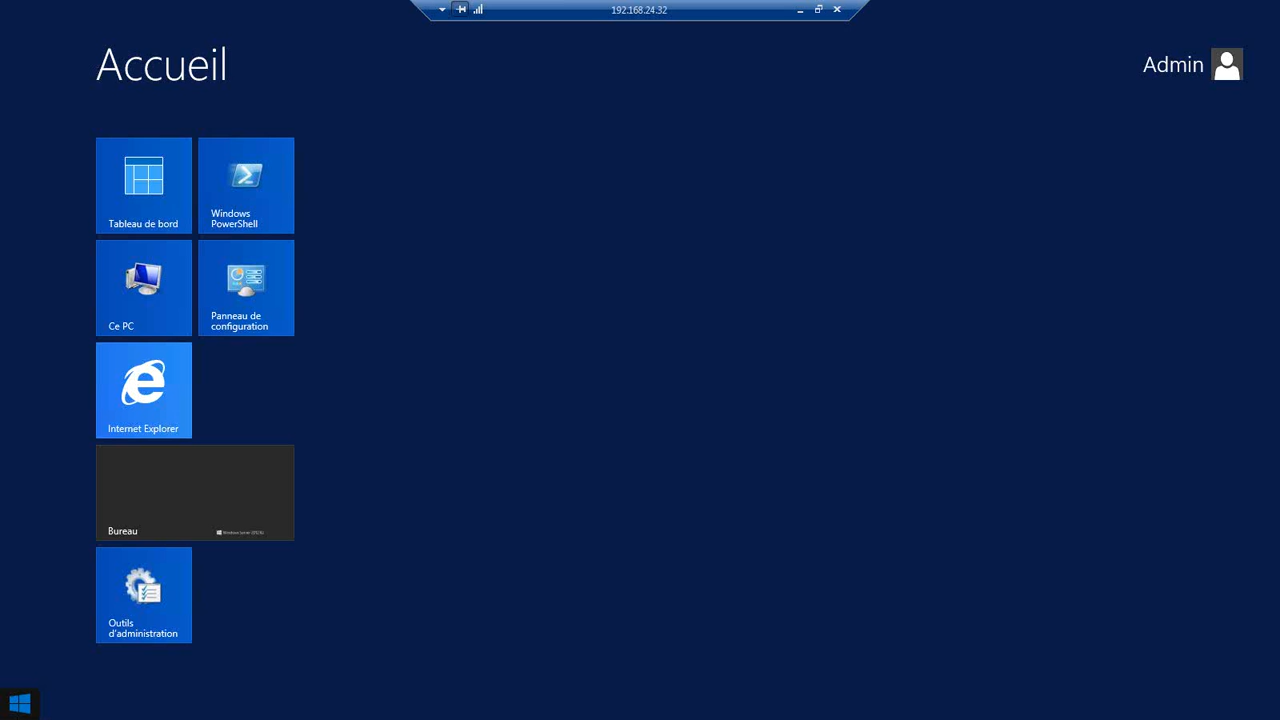 192.168.24.32
Accueil
Admin
Tableau de bord
Windows
PowerShell
Ce PC
Panneau de
configuration
Internet Explorer
Bureau
Outils
d'administration